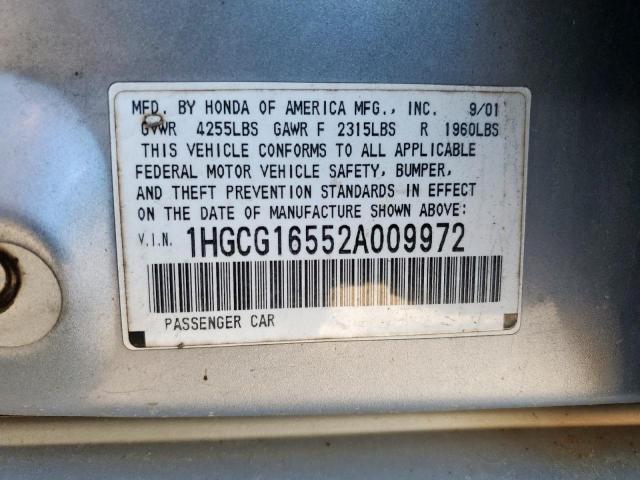 MFD. BY HONDA OF AMERICA MFG., INC. 9/01
GVWR 4255LBS GAWR F 2315LBS R 1960LBS
THIS VEHICLE CONFORMS TO ALL APPLICABLE
FEDERAL MOTOR VEHICLE SAFETY, BUMPER,
AND THEFT PREVENTION STANDARDS IN EFFECT
ON THE DATE OF MANUFACTURE SHOWN ABOVE:
V.I.N. 1HGCG16552A009972
PASSENGER CAR